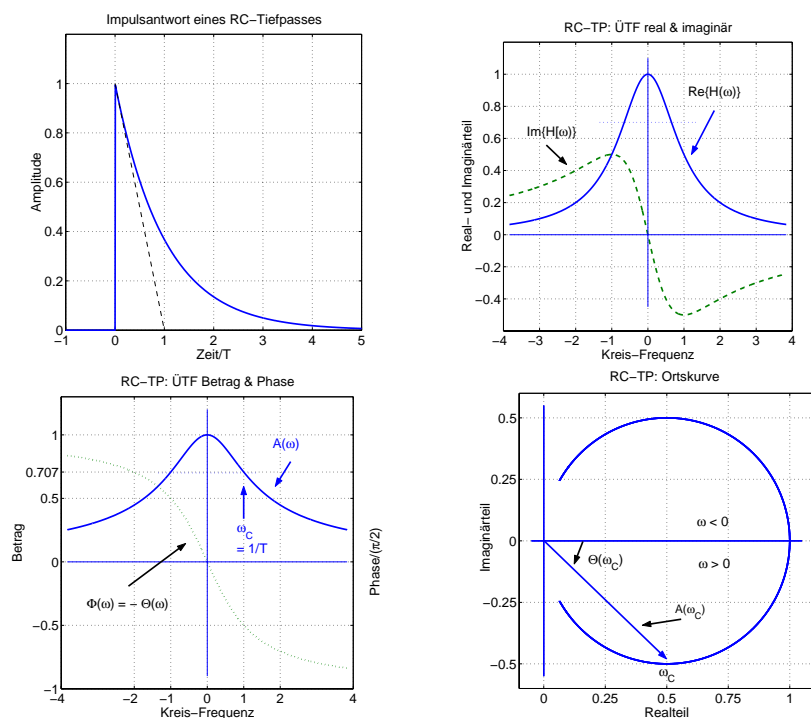 Impulsantwort eines RC−Tiefpasses
1
0.8
0.6
0.4
0.2
0
Amplitude
−1 0 1 2 3 4 5
Zeit/T
RC−TP: ÜTF real & imaginär
1
0.8
0.6
0.4
0.2
0
−0.2
−0.4
Real− und Imaginärteil
Re{H(ω)}
Im{H[ω)}
−4 −3 −2 −1 0 1 2 3 4
Kreis−Frequenz
RC−TP: ÜTF Betrag & Phase
1
0.707
0.5
0
−0.5
−1
Betrag
Phase/(π/2)
A(ω)
ω_C
= 1/T
Φ(ω) = − Θ(ω)
−4 −2 0 2 4
Kreis−Frequenz
RC−TP: Ortskurve
0.5
0.25
0
−0.25
−0.5
Imaginärteil
ω < 0
ω > 0
Θ(ω_C)
A(ω_C)
ω_C
0 0.25 0.5 0.75 1
Realteil